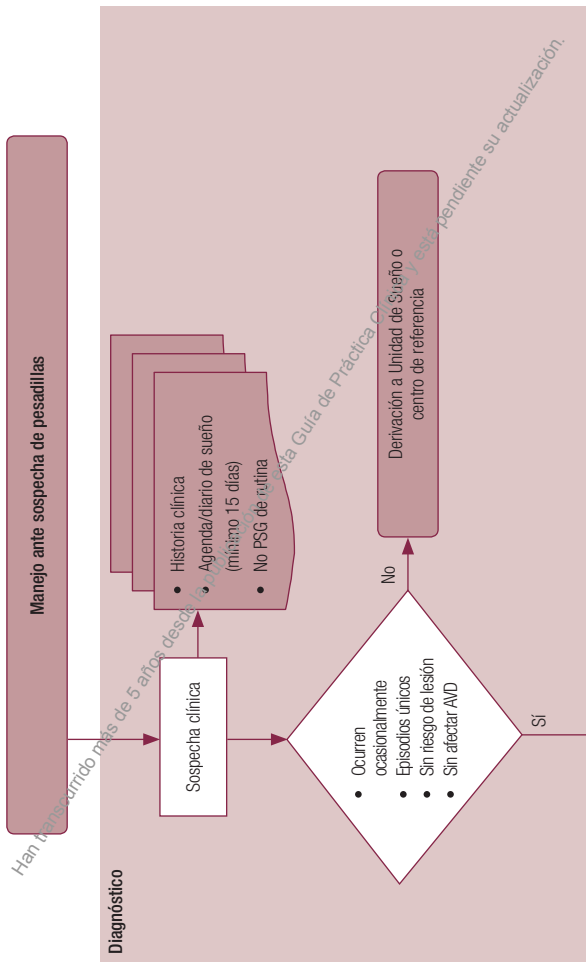 Manejo ante sospecha de pesadillas
Diagnóstico
Sospecha clínica
• Historia clínica
• Agenda/diario de sueño
(mínimo 15 días)
• No PSG de rutina
• Ocurren
ocasionalmente
• Episodios únicos
• Sin riesgo de lesión
• Sin afectar AVD
No
Derivación a Unidad de Sueño o
centro de referencia
Sí
Han transcurrido más de 5 años desde la publicación de esta Guía de Práctica Clínica y está pendiente su actualización.